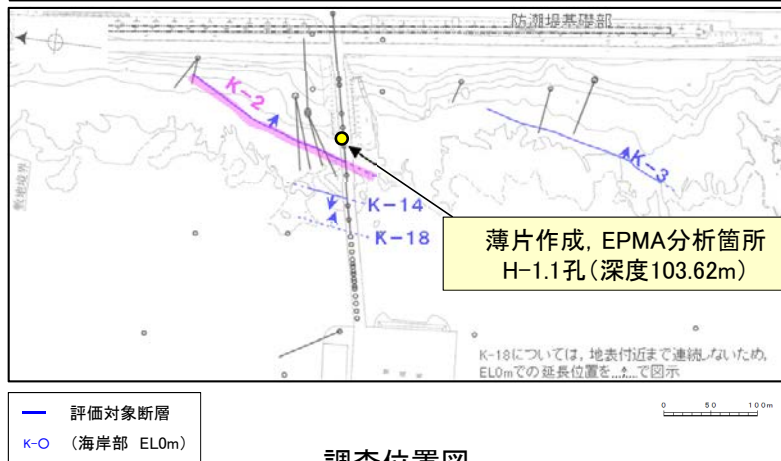 防潮堤基礎部
K-2
K-3
敷地境界
K-14
K-18
薄片作成, EPMA分析箇所
H-1.1孔(深度103.62m)
K-18については, 地表付近まで連続しないため,
EL0mでの延長位置を で図示
評価対象断層
K-○ (海岸部 EL0m)
0 50 100m
調査位置図